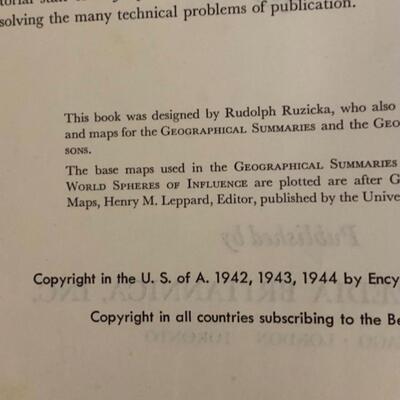 solving the many technical problems of publication.
This book was designed by Rudolph Ruzicka, who also
and maps for the GEOGRAPHICAL SUMMARIES and the GEO
SONS.
The base maps used in the GEOGRAPHICAL SUMMARIES
WORLD SPHERES OF INFLUENCE are plotted are after G
Maps, Henry M. Leppard, Editor, published by the Unive
Published by
Copyright in the U. S. of A. 1942, 1943, 1944 by Ency
Copyright in all countries subscribing to the Be
LONDON · TORONTO